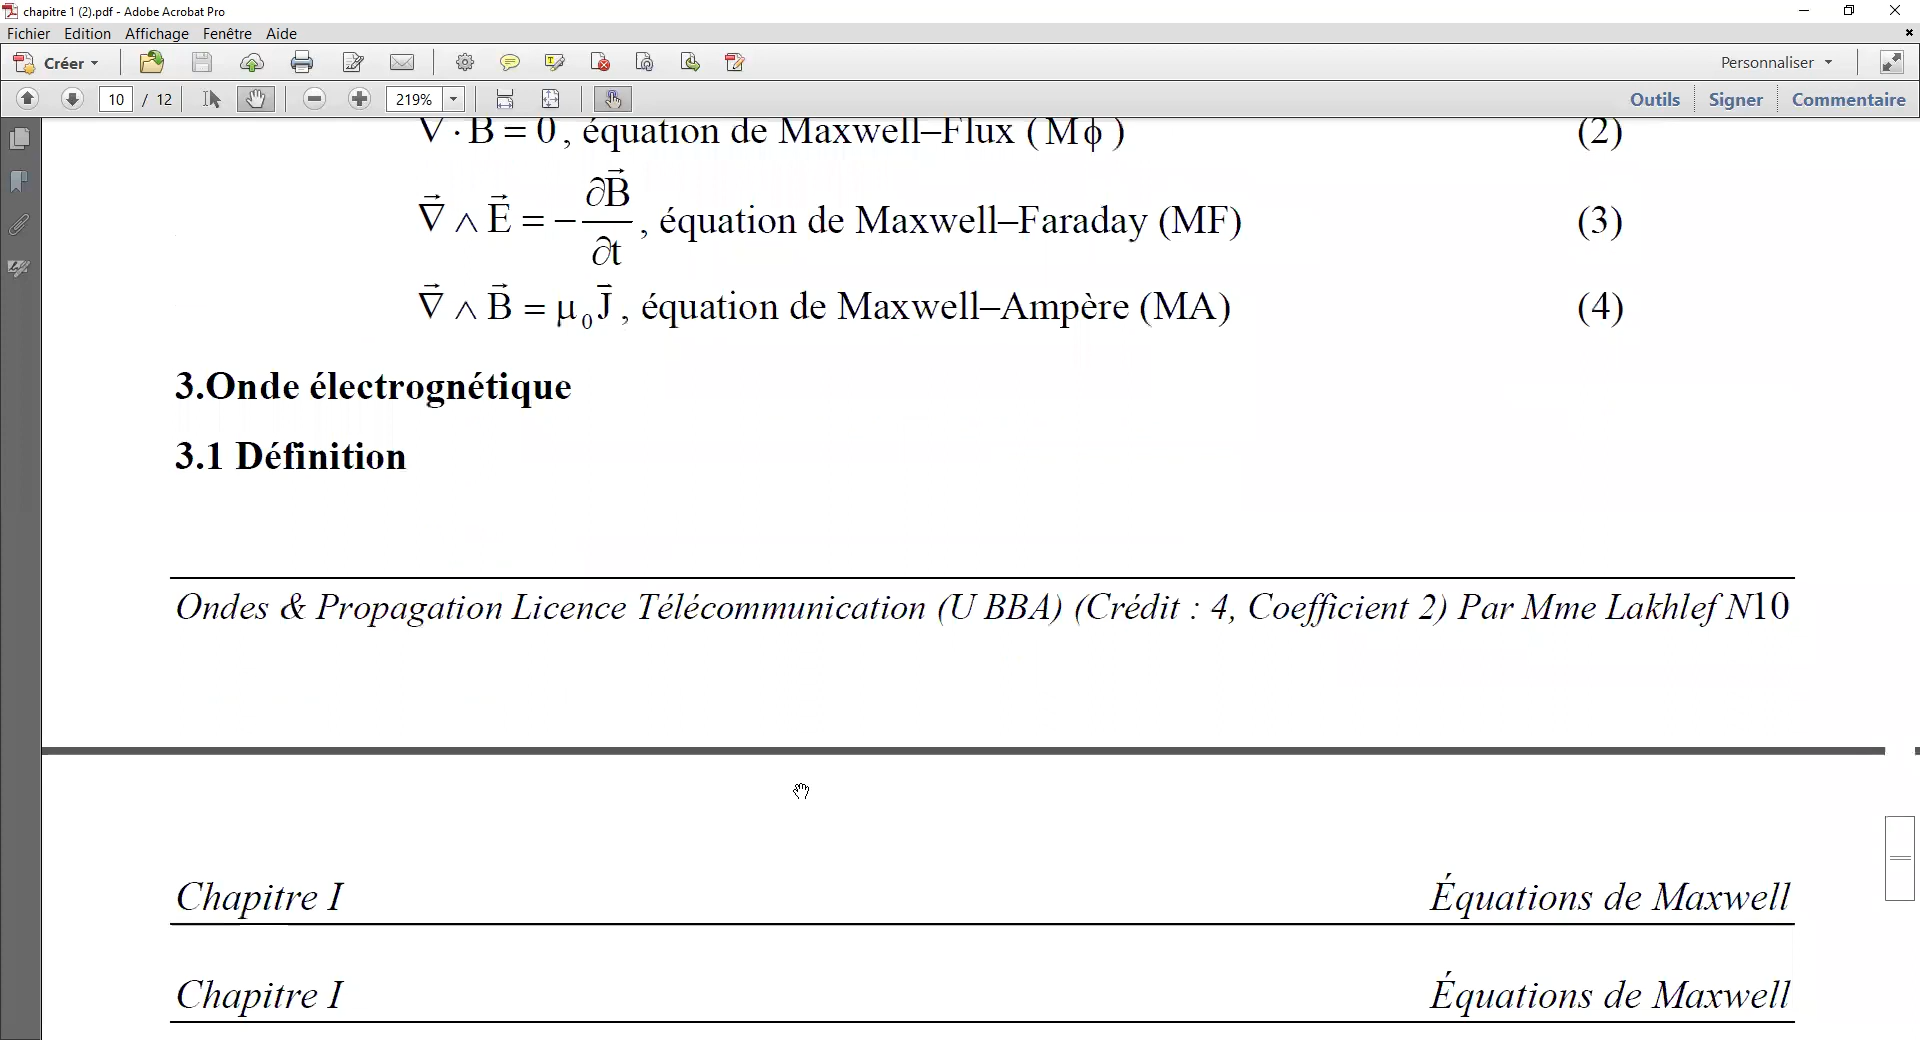 chapitre 1 (2).pdf - Adobe Acrobat Pro
Fichier Edition Affichage Fenêtre Aide
Créer Personnaliser
10 / 12 219% Outils Signer Commentaire
∇ · B = 0, équation de Maxwell–Flux (Mϕ) (2)
∇⃗ ∧ E⃗ = −∂B⃗/∂t, équation de Maxwell–Faraday (MF) (3)
∇⃗ ∧ B⃗ = μ₀J⃗, équation de Maxwell–Ampère (MA) (4)
3.Onde électrognétique
3.1 Définition
Ondes & Propagation Licence Télécommunication (U BBA) (Crédit : 4, Coefficient 2) Par Mme Lakhlef N10
Chapitre I Équations de Maxwell
Chapitre I Équations de Maxwell